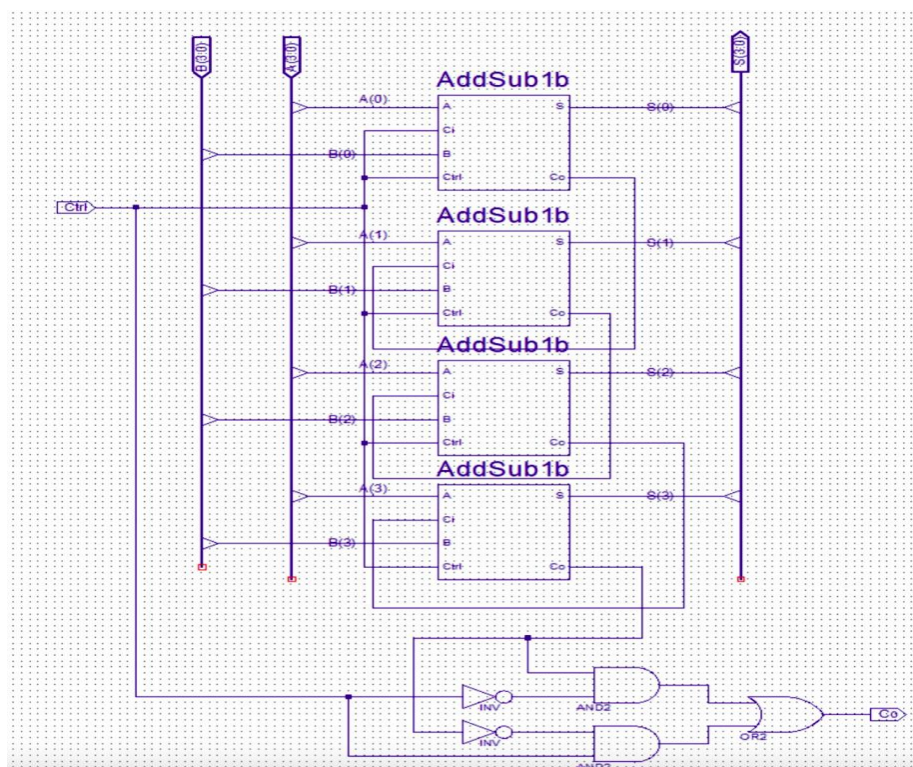 B(3:0) A(3:0) S(3:0)
AddSub1b
A(0) A S S(0)
Ci
B(0) B
Ctrl Co
Ctrl
AddSub1b
A(1) A S S(1)
Ci
B(1) B
Ctrl Co
AddSub1b
A(2) A S S(2)
Ci
B(2) B
Ctrl Co
AddSub1b
A(3) A S S(3)
Ci
B(3) B
Ctrl Co
INV AND2
Co
INV OR2
AND2